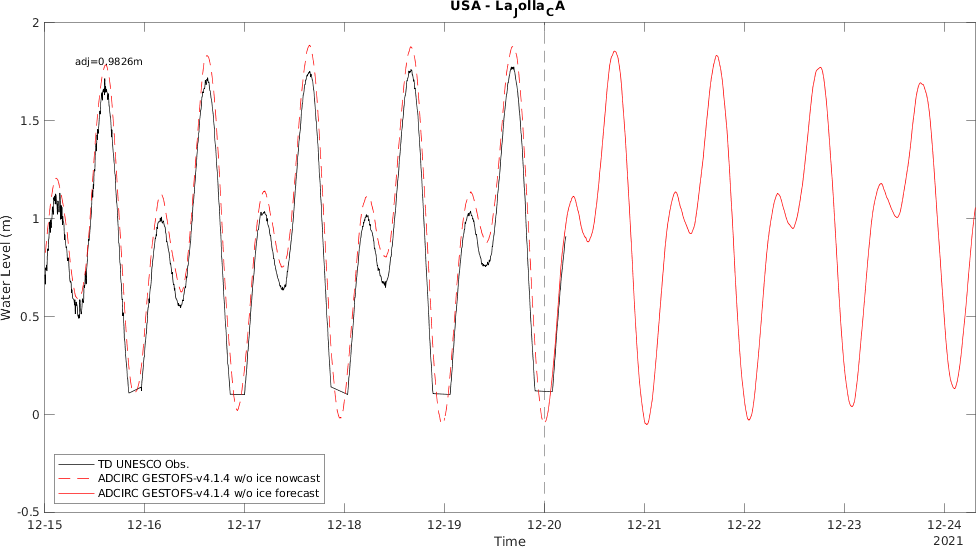 USA - LaJollaCA
adj=0.9826m
Water Level (m)
2
1.5
1
0.5
0
-0.5
TD UNESCO Obs.
ADCIRC GESTOFS-v4.1.4 w/o ice nowcast
ADCIRC GESTOFS-v4.1.4 w/o ice forecast
12-15 12-16 12-17 12-18 12-19 12-20 12-21 12-22 12-23 12-24
Time
2021